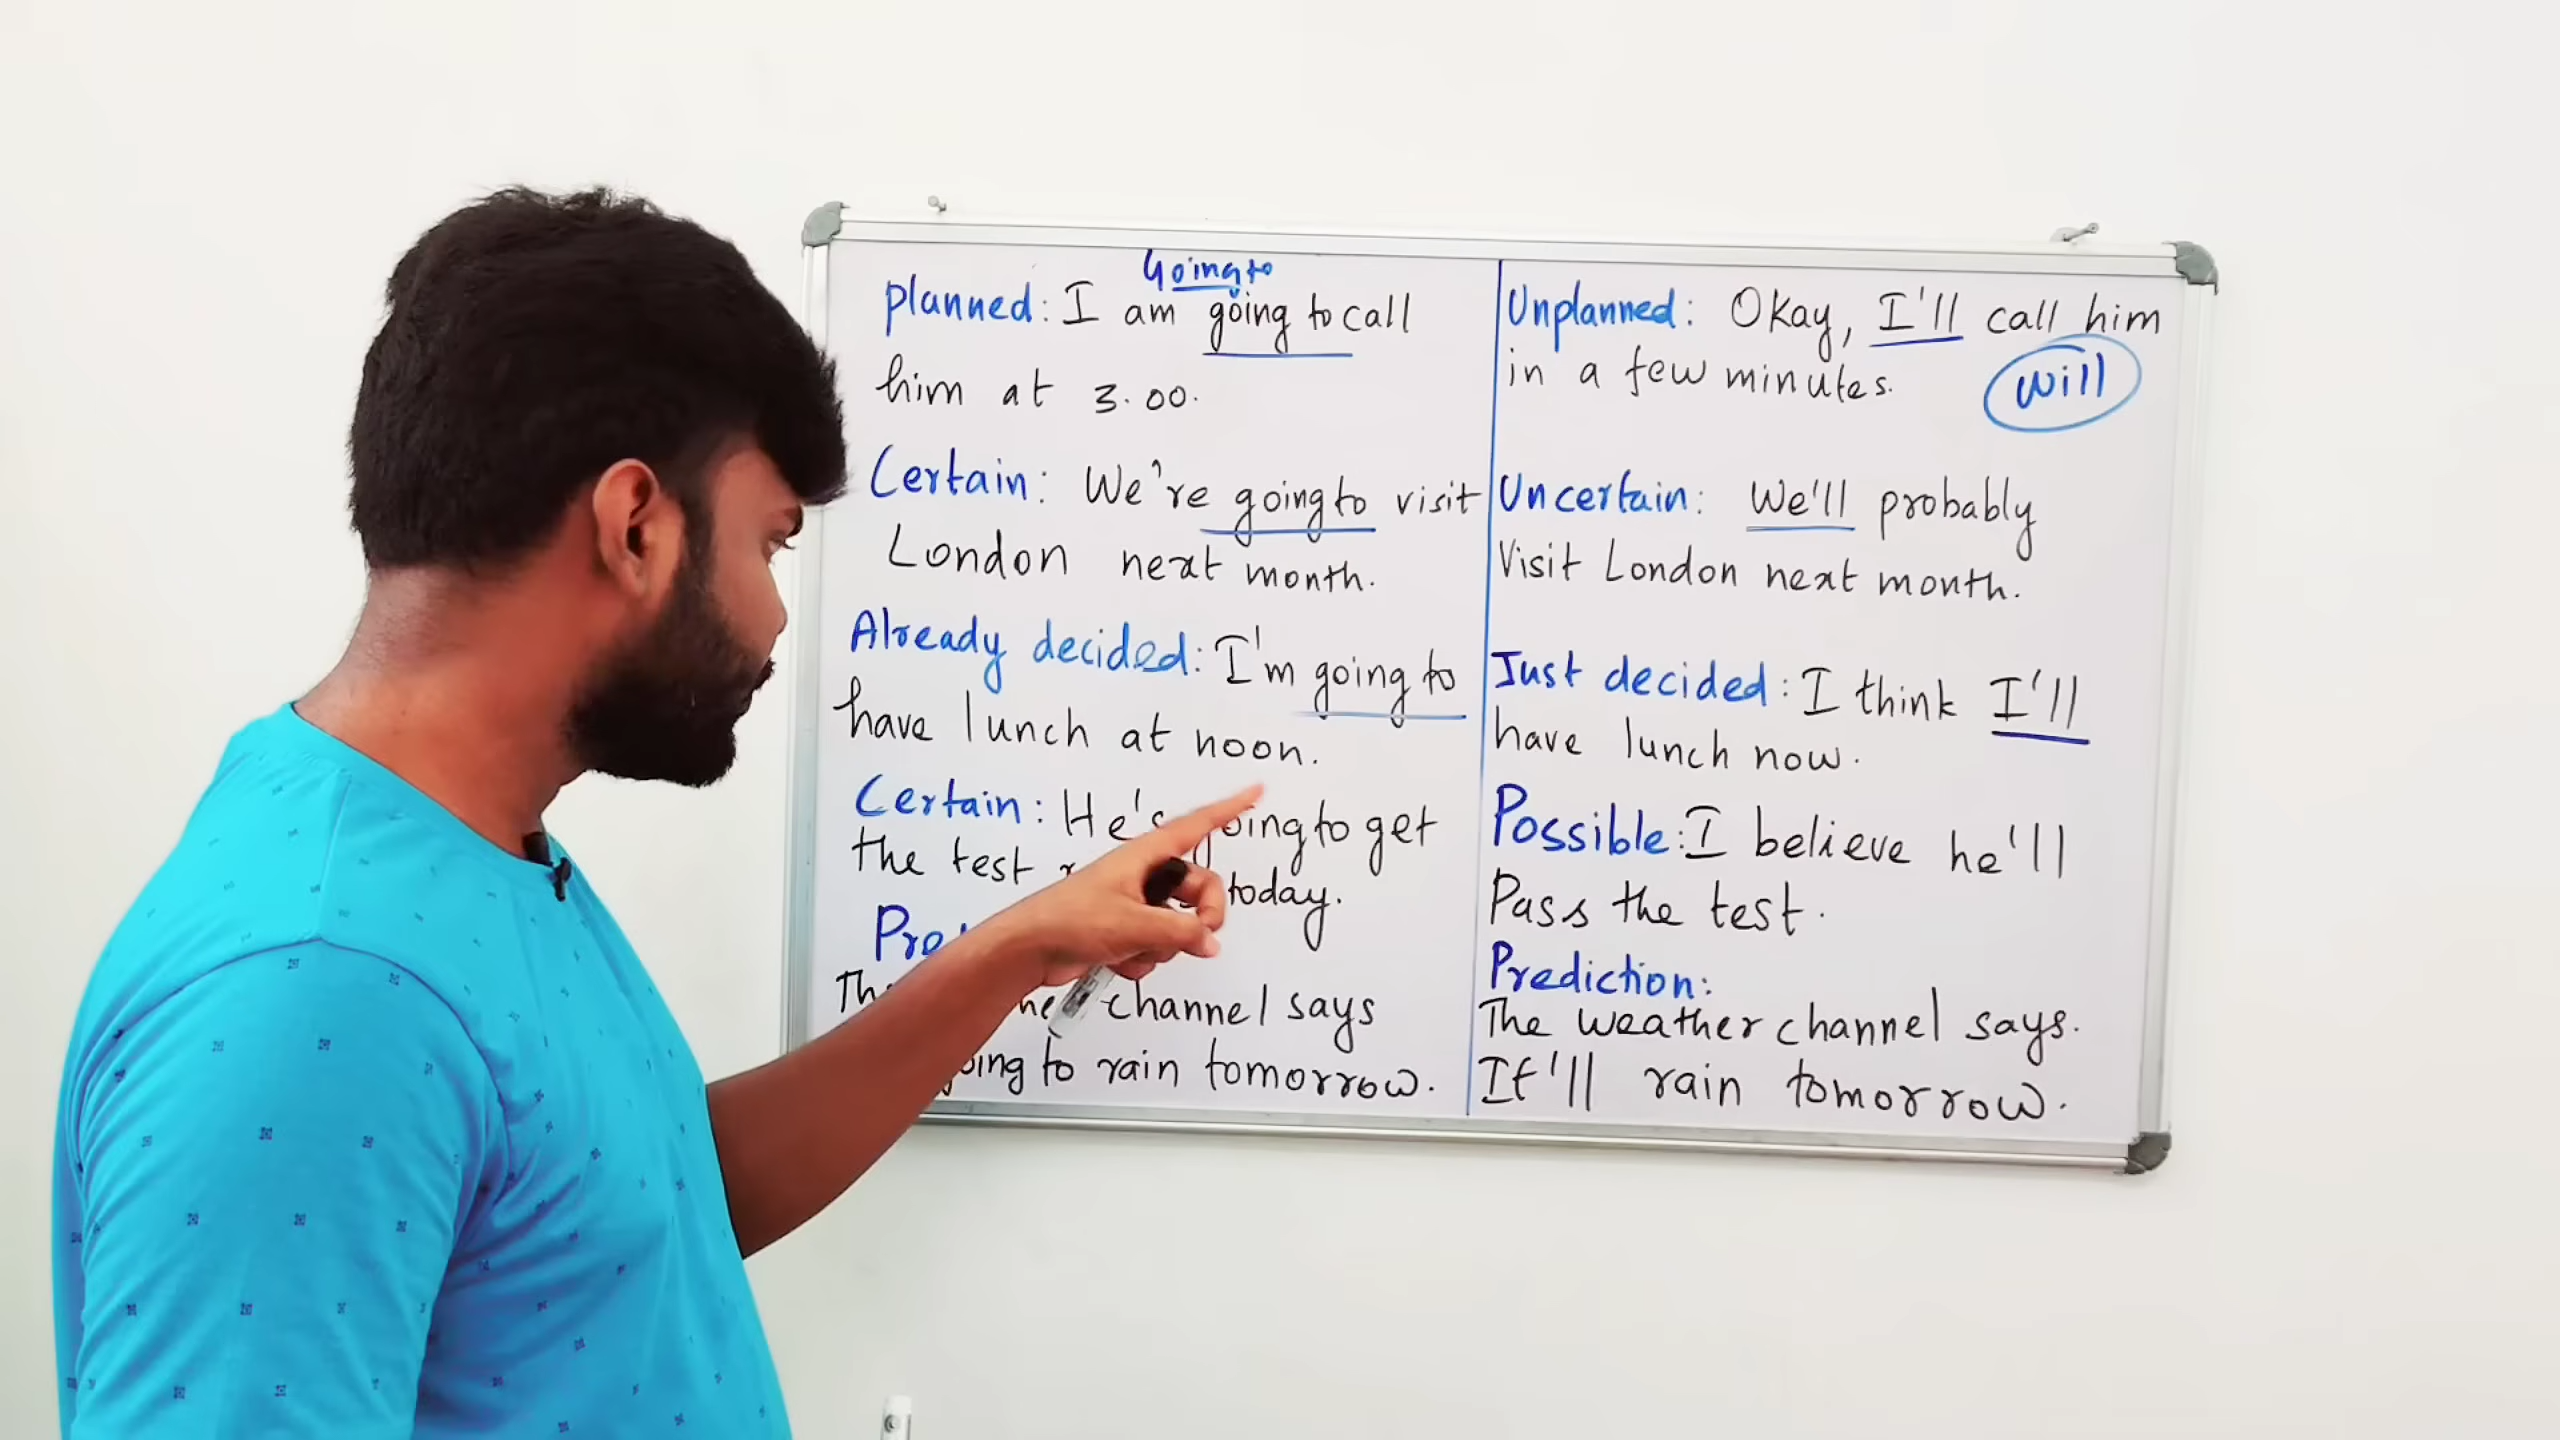 Going to
Planned: I am going to call
him at 3.00.
Certain: We're going to visit
London next month.
Already decided: I'm going to
have lunch at noon.
Certain: He's going to get
the test today.
channel says
going to rain tomorrow.
Unplanned: Okay, I'll call him
in a few minutes.
Will
Uncertain: We'll probably
Visit London next month.
Just decided: I think I'll
have lunch now.
Possible: I believe he'll
Pass the test.
Prediction:
The weather channel says.
It'll rain tomorrow.